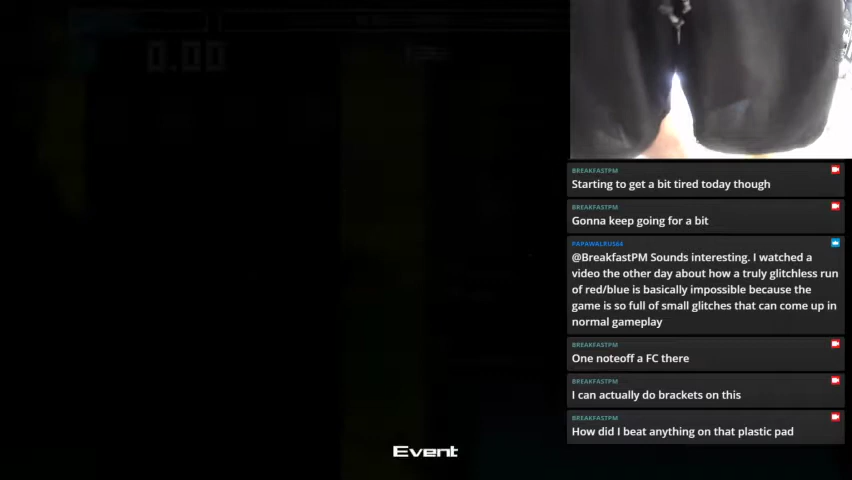 0.00
BREAKFASTPM
Starting to get a bit tired today though
BREAKFASTPM
Gonna keep going for a bit
PAPAWALRUS64
@BreakfastPM Sounds interesting. I watched a
video the other day about how a truly glitchless run
of red/blue is basically impossible because the
game is so full of small glitches that can come up in
normal gameplay
BREAKFASTPM
One noteoff a FC there
BREAKFASTPM
I can actually do brackets on this
BREAKFASTPM
How did I beat anything on that plastic pad
Event